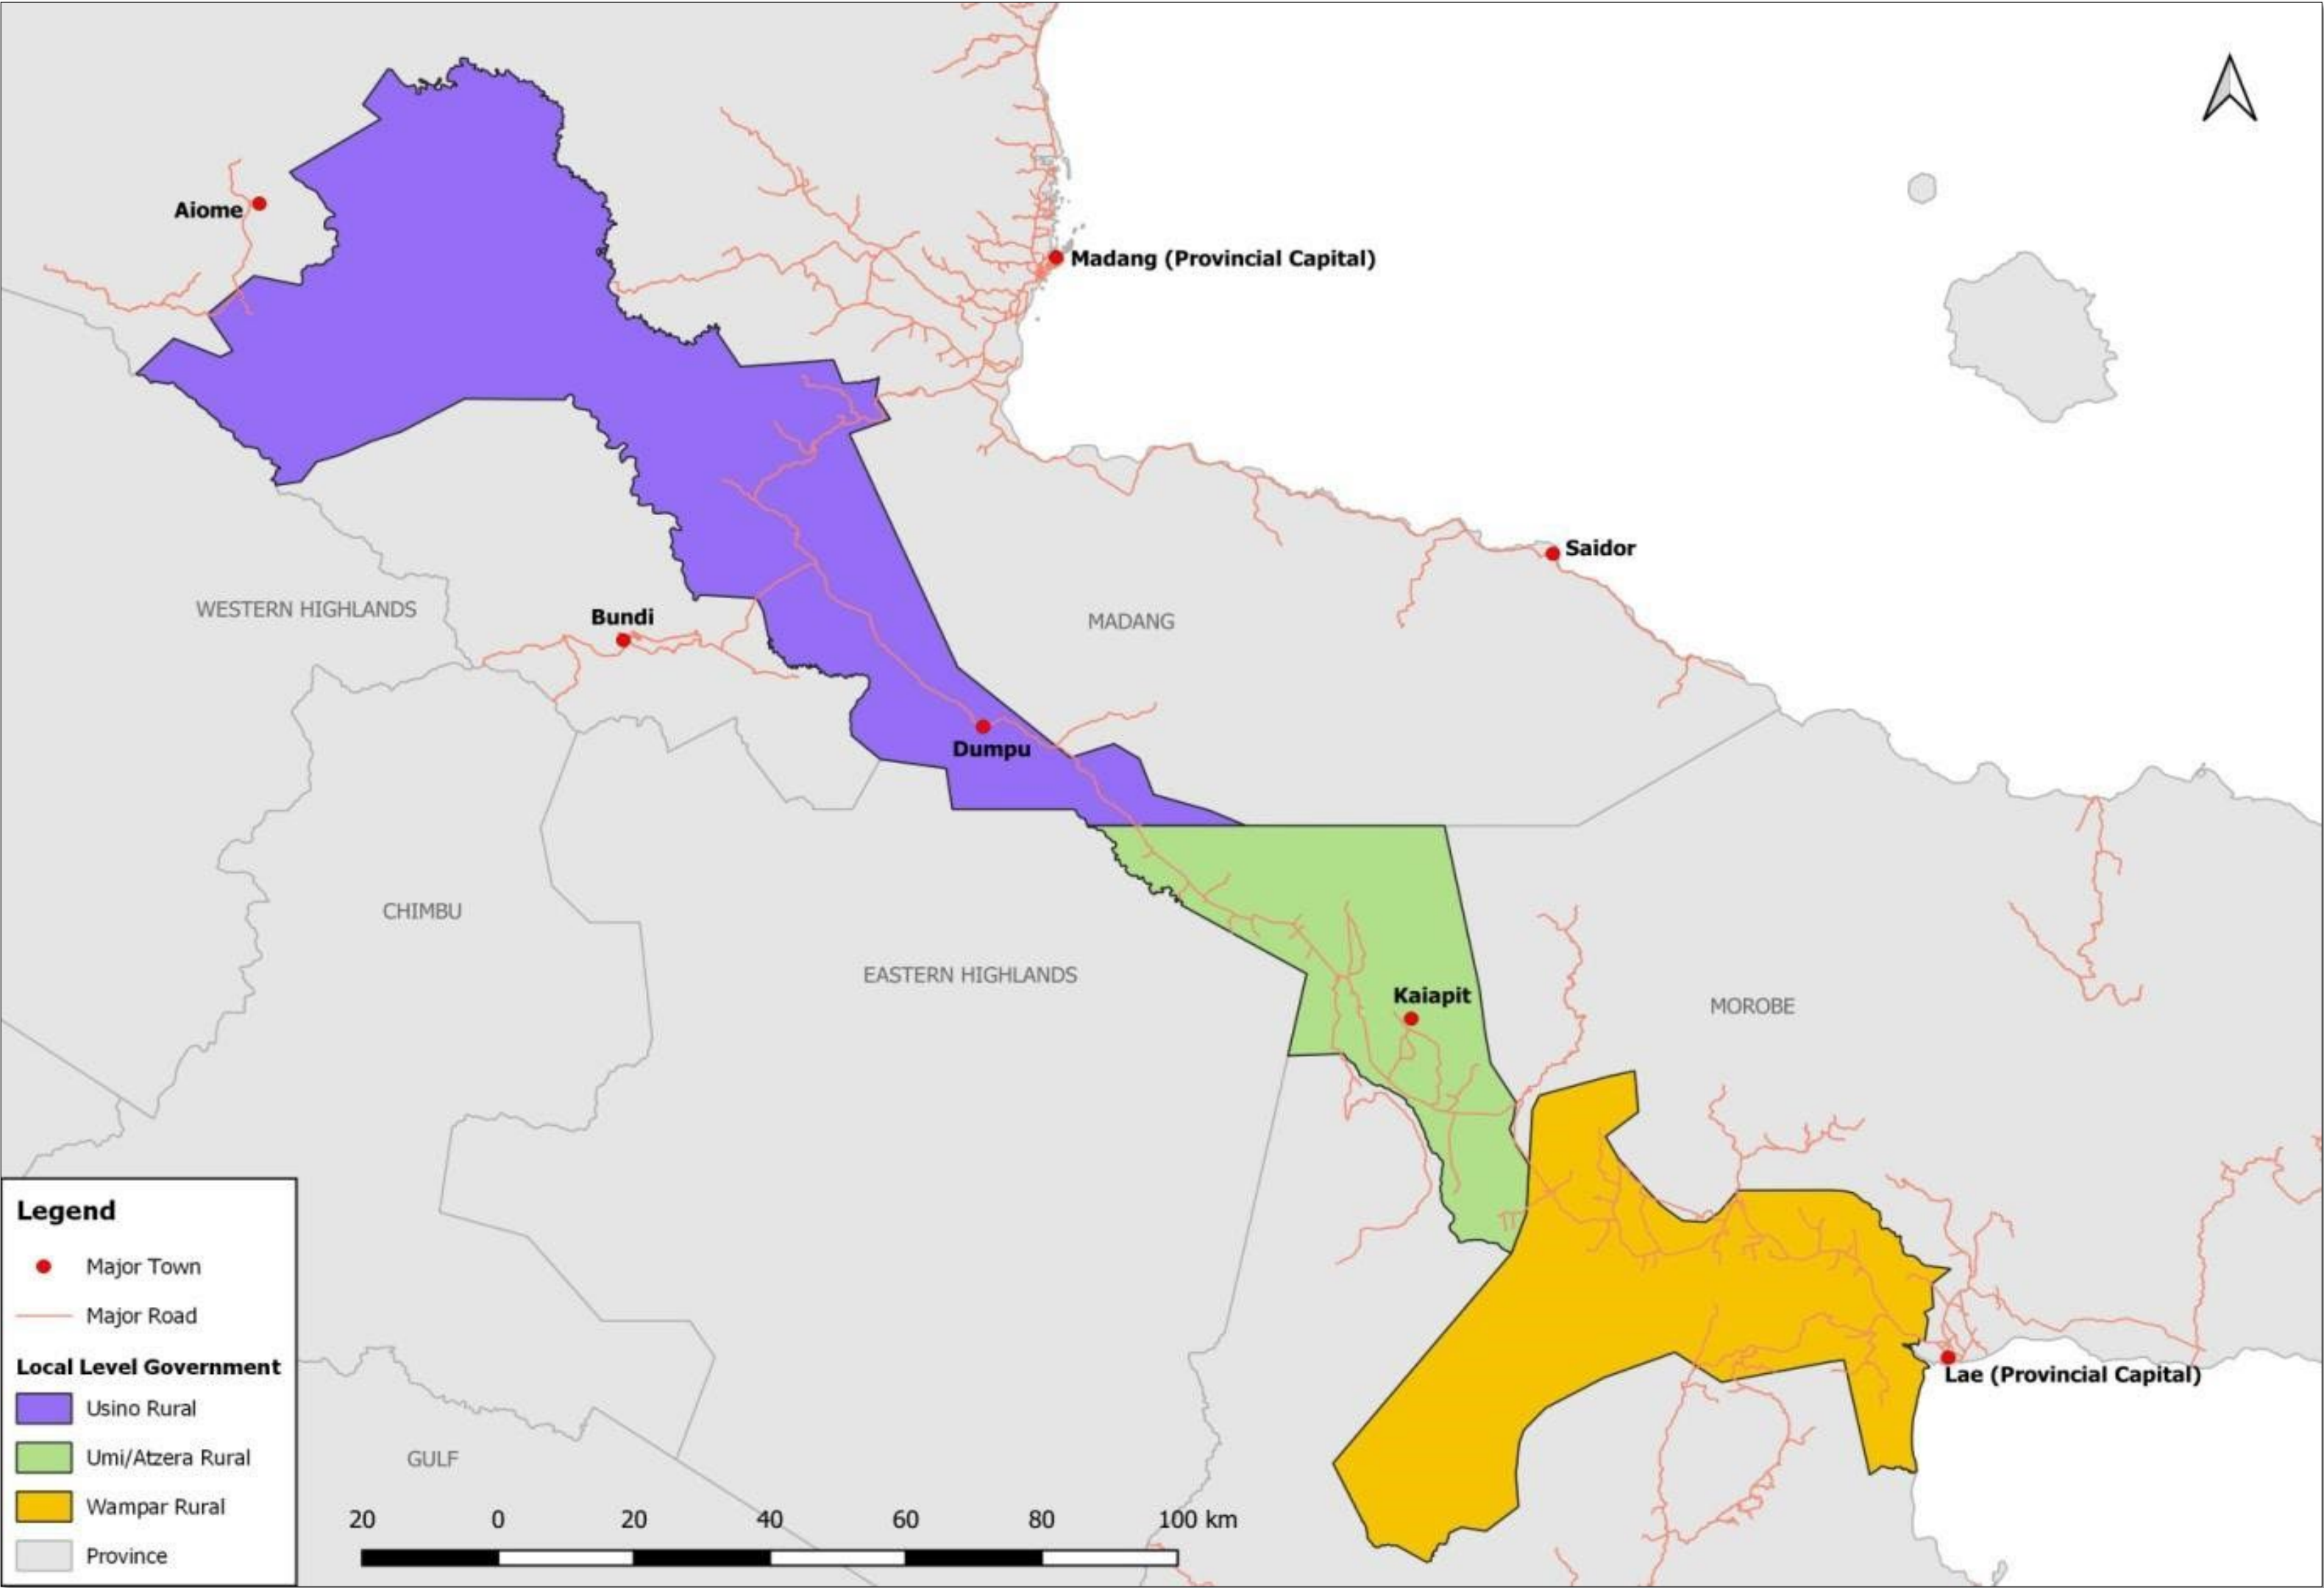 Aiome
Madang (Provincial Capital)
Saidor
WESTERN HIGHLANDS
Bundi
MADANG
Dumpu
CHIMBU
EASTERN HIGHLANDS
Kaiapit
MOROBE
Lae (Provincial Capital)
GULF
Legend
Major Town
Major Road
Local Level Government
Usino Rural
Umi/Atzera Rural
Wampar Rural
Province
20 0 20 40 60 80 100 km